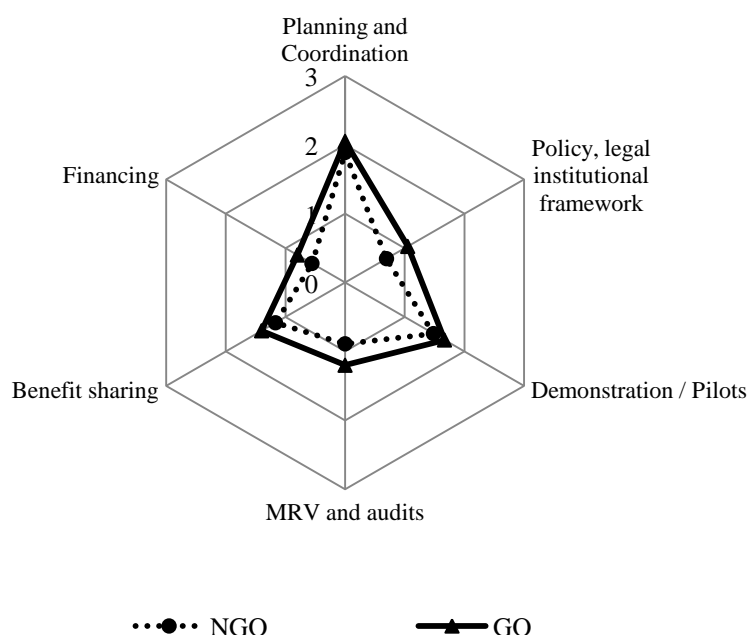 Planning and
Coordination
3
2
1
0
Policy, legal
institutional
framework
Financing
Benefit sharing
Demonstration / Pilots
MRV and audits
NGO
GO